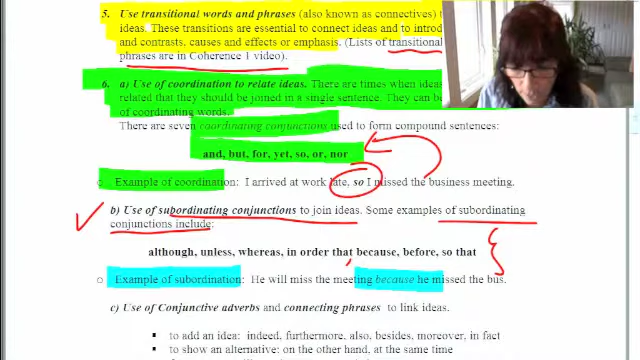 5. Use transitional words and phrases (also known as connectives) t
ideas. These transitions are essential to connect ideas and to intro
and contrasts, causes and effects or emphasis. (Lists of transitional
phrases are in Coherence 1 video).
6. a) Use of coordination to relate ideas. There are times when ideas
related that they should be joined in a single sentence. They can be
of coordinating words.
There are seven coordinating conjunctions used to form compound sentences:
and, but, for, yet, so, or, nor
o Example of coordination: I arrived at work late, so I missed the business meeting.
b) Use of subordinating conjunctions to join ideas. Some examples of subordinating
conjunctions include:
although, unless, whereas, in order that, because, before, so that
o Example of subordination: He will miss the meeting because he missed the bus.
c) Use of Conjunctive adverbs and connecting phrases to link ideas.
▪ to add an idea: indeed, furthermore, also, besides, moreover, in fact
▪ to show an alternative: on the other hand, at the same time